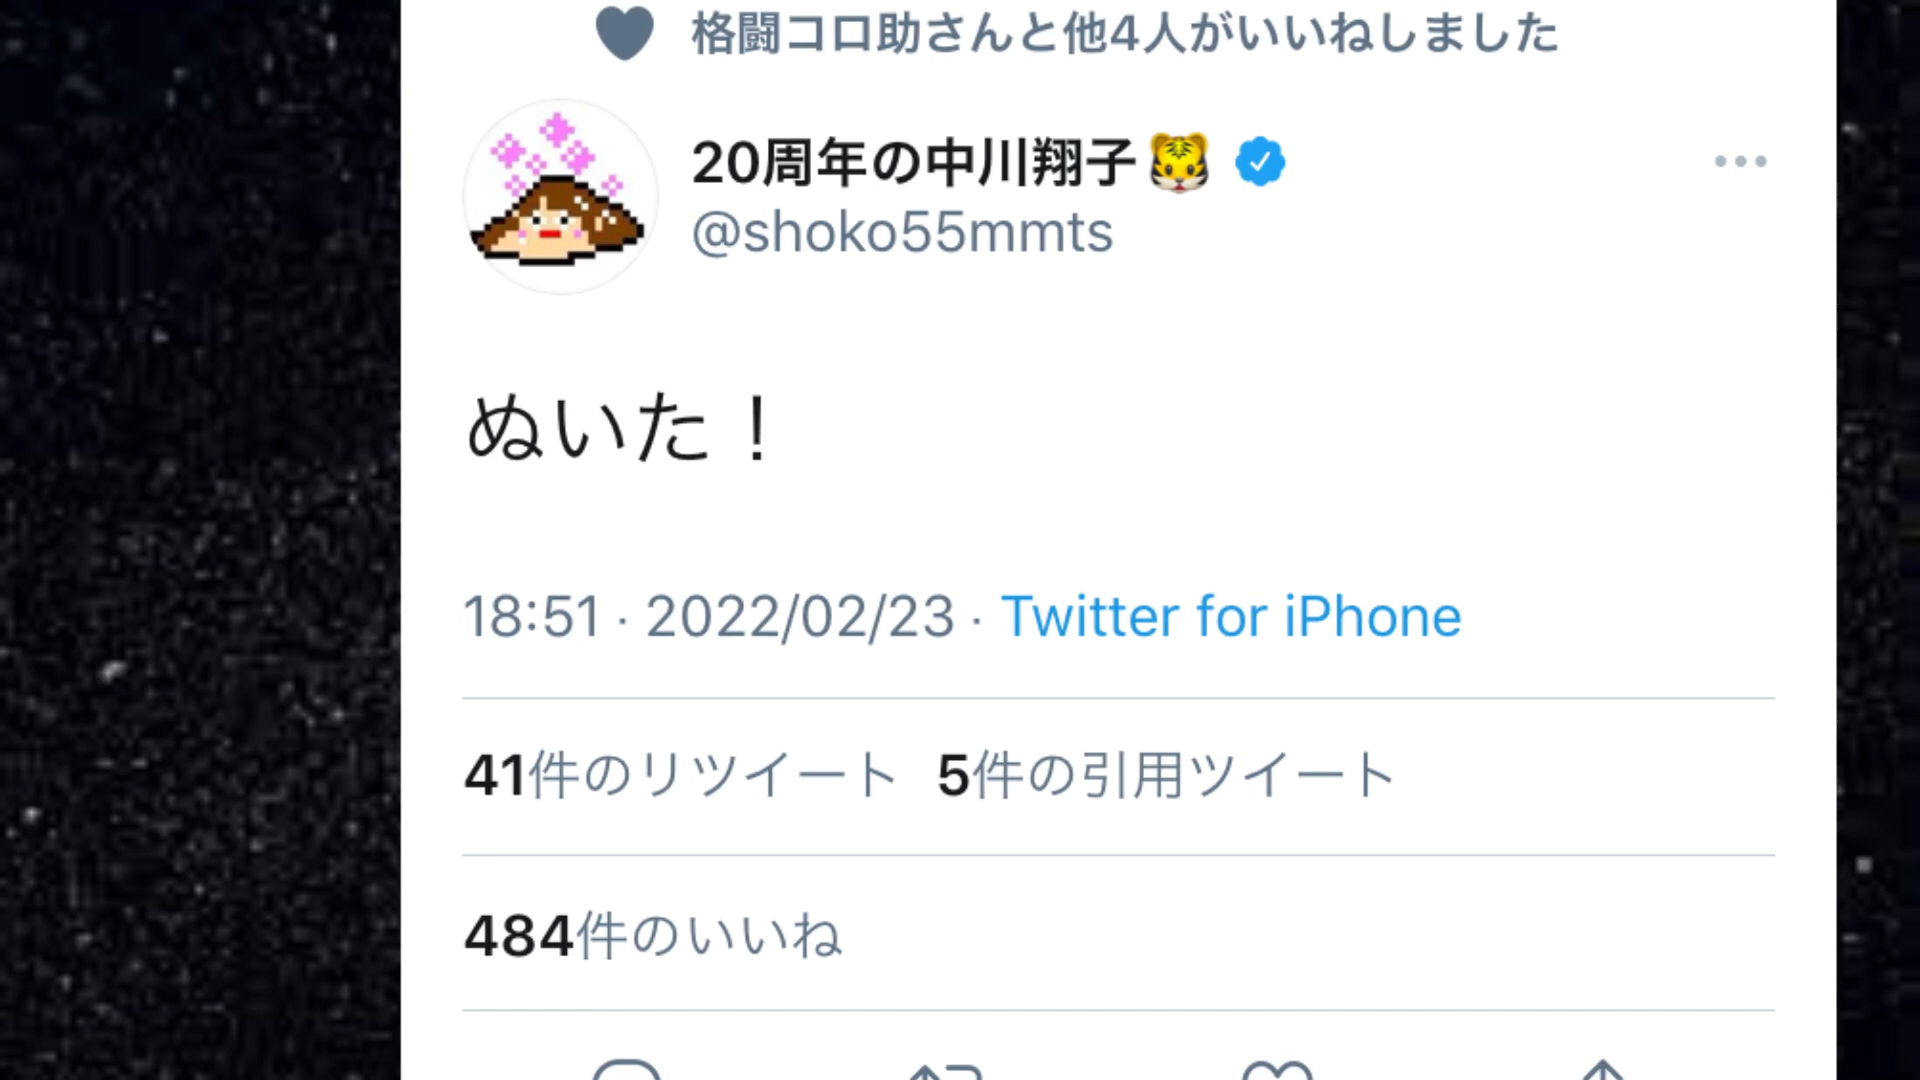 格闘コロ助さんと他4人がいいねしました
20周年の中川翔子🐯
@shoko55mmts
ぬいた！
18:51 · 2022/02/23 · Twitter for iPhone
41件のリツイート 5件の引用ツイート
484件のいいね